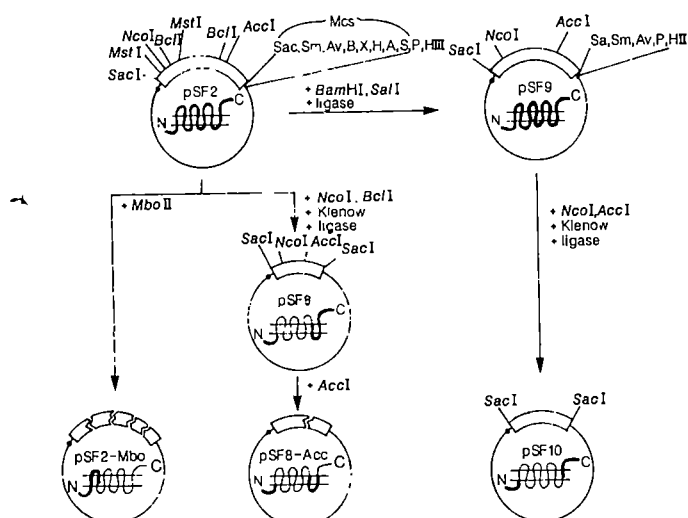 MstI
NcoI BclI
MstI
SacI
BclI AccI
Mcs
Sac,Sm,Av,B,X,H,A,S,P,HIII
pSF2
N C
+ BamHI, SalI
+ ligase
SacI NcoI AccI
Sa,Sm,Av,P,HII
pSF9
N C
+ MboII
+ NcoI, BclI
+ Klenow
+ ligase
SacI NcoI AccI SacI
pSF8
N C
+ NcoI,AccI
+ Klenow
+ ligase
+ AccI
SacI SacI
pSF2-Mbo
N C
pSF8-Acc
N C
pSF10
N C